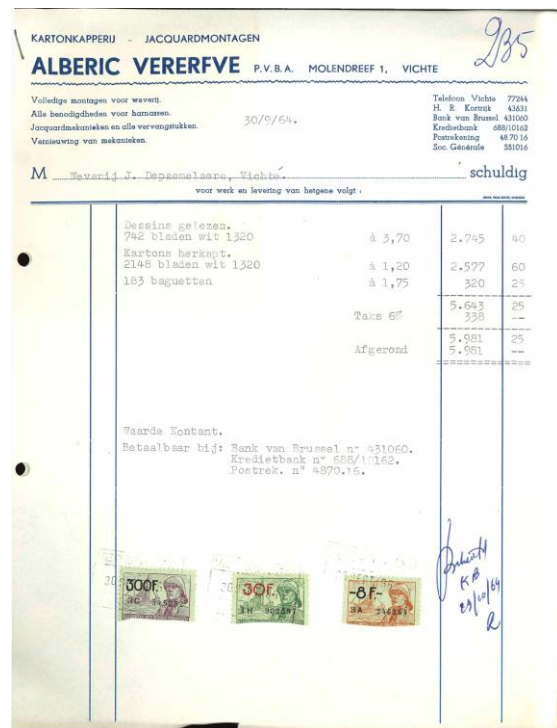 235
KARTONKAPPERIJ - JACQUARDMONTAGEN
ALBERIC VERERFVE P.V.B.A. MOLENDREEF 1, VICHTE
Volledige montagen voor weverij.
Alle benodigdheden voor harnassen.
Jacquardmekanieken en alle vervangstukken.
Vernieuwing van mekanieken.
30/9/64.
Telefoon Vichte 77244
H. R. Kortrijk 43631
Bank van Brussel 431060
Kredietbank 688/10162
Postrekening 48.70 16
Soc. Générale 551016
M Weverij J. Depsemelaere, Vichte. schuldig
voor werk en levering van hetgene volgt :
Dessins gelezen.
742 bladen wit 1320 à 3,70 2.745 40
Kartons herkapt.
2148 bladen wit 1320 à 1,20 2.577 60
183 baguetten à 1,75 320 25
5.643 25
Taks 6% 338 --
5.981 25
Afgerond 5.981 --
Waarde Kontant.
Betaalbaar bij: Bank van Brussel n° 431060.
Kredietbank n° 688/10162.
Postrek. n° 4870.16.
KB
23/10/64
300F.
3C
30F.
1H
-8F-
3A